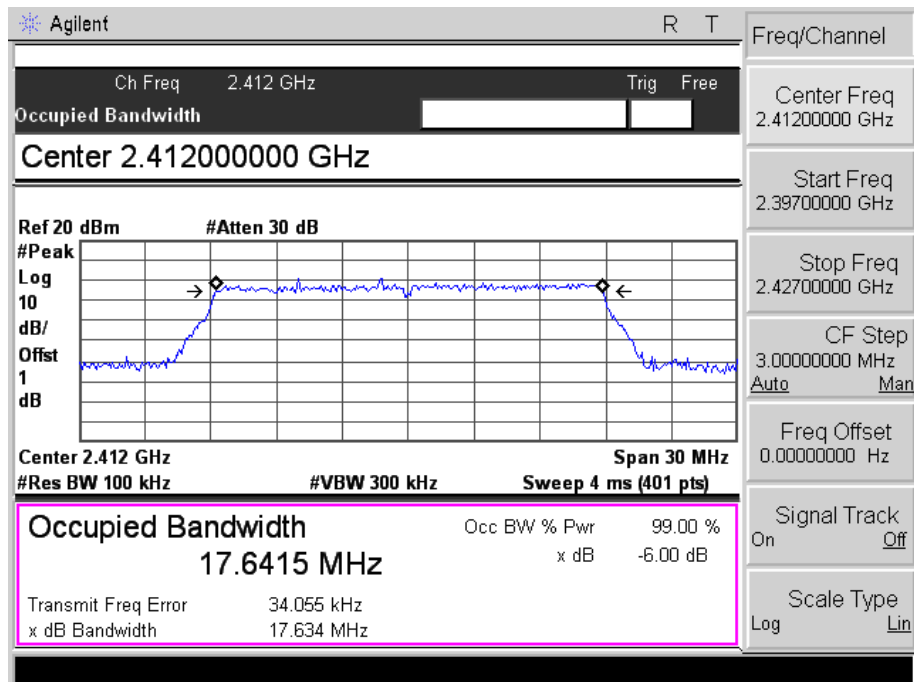 Agilent R T
Freq/Channel
Ch Freq 2.412 GHz Trig Free
Occupied Bandwidth
Center 2.412000000 GHz
Ref 20 dBm #Atten 30 dB
#Peak
Log
10
dB/
Offst
1
dB
Center 2.412 GHz Span 30 MHz
#Res BW 100 kHz #VBW 300 kHz Sweep 4 ms (401 pts)
Occupied Bandwidth Occ BW % Pwr 99.00 %
17.6415 MHz x dB -6.00 dB
Transmit Freq Error 34.055 kHz
x dB Bandwidth 17.634 MHz
Center Freq
2.41200000 GHz
Start Freq
2.39700000 GHz
Stop Freq
2.42700000 GHz
CF Step
3.00000000 MHz
Auto Man
Freq Offset
0.00000000 Hz
Signal Track
On Off
Scale Type
Log Lin